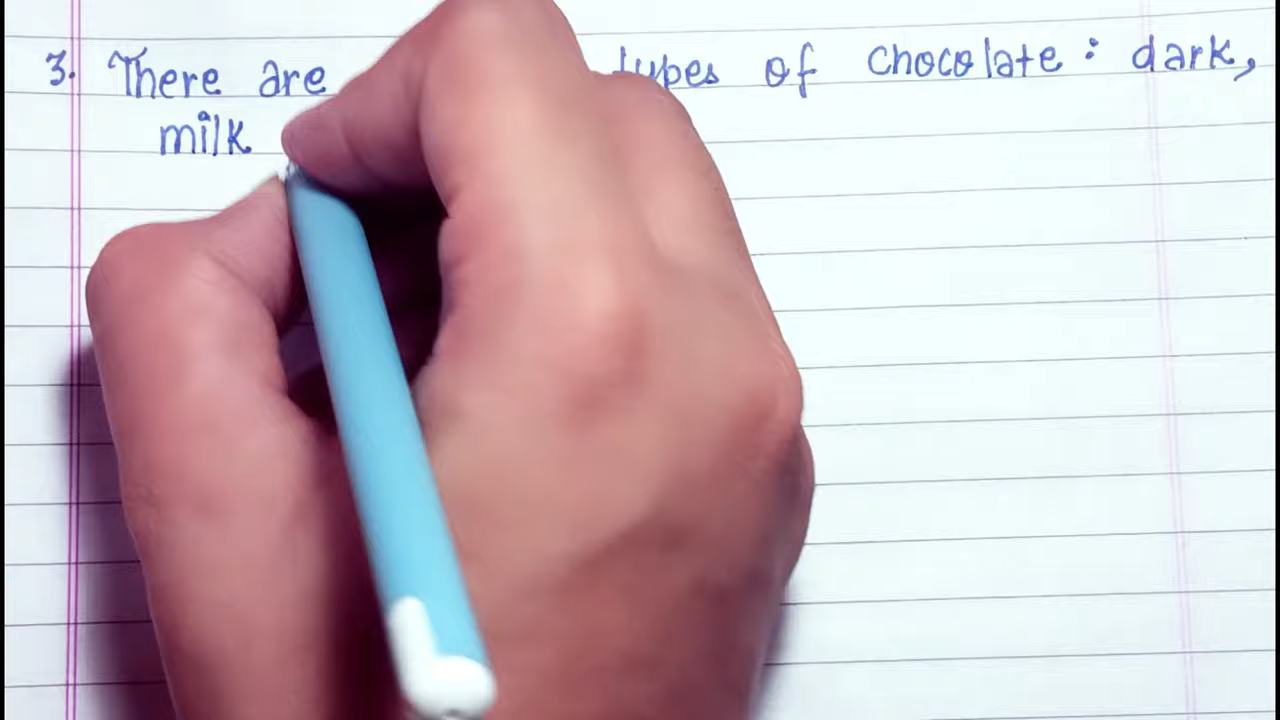 3. There are types of chocolate : dark,
milk